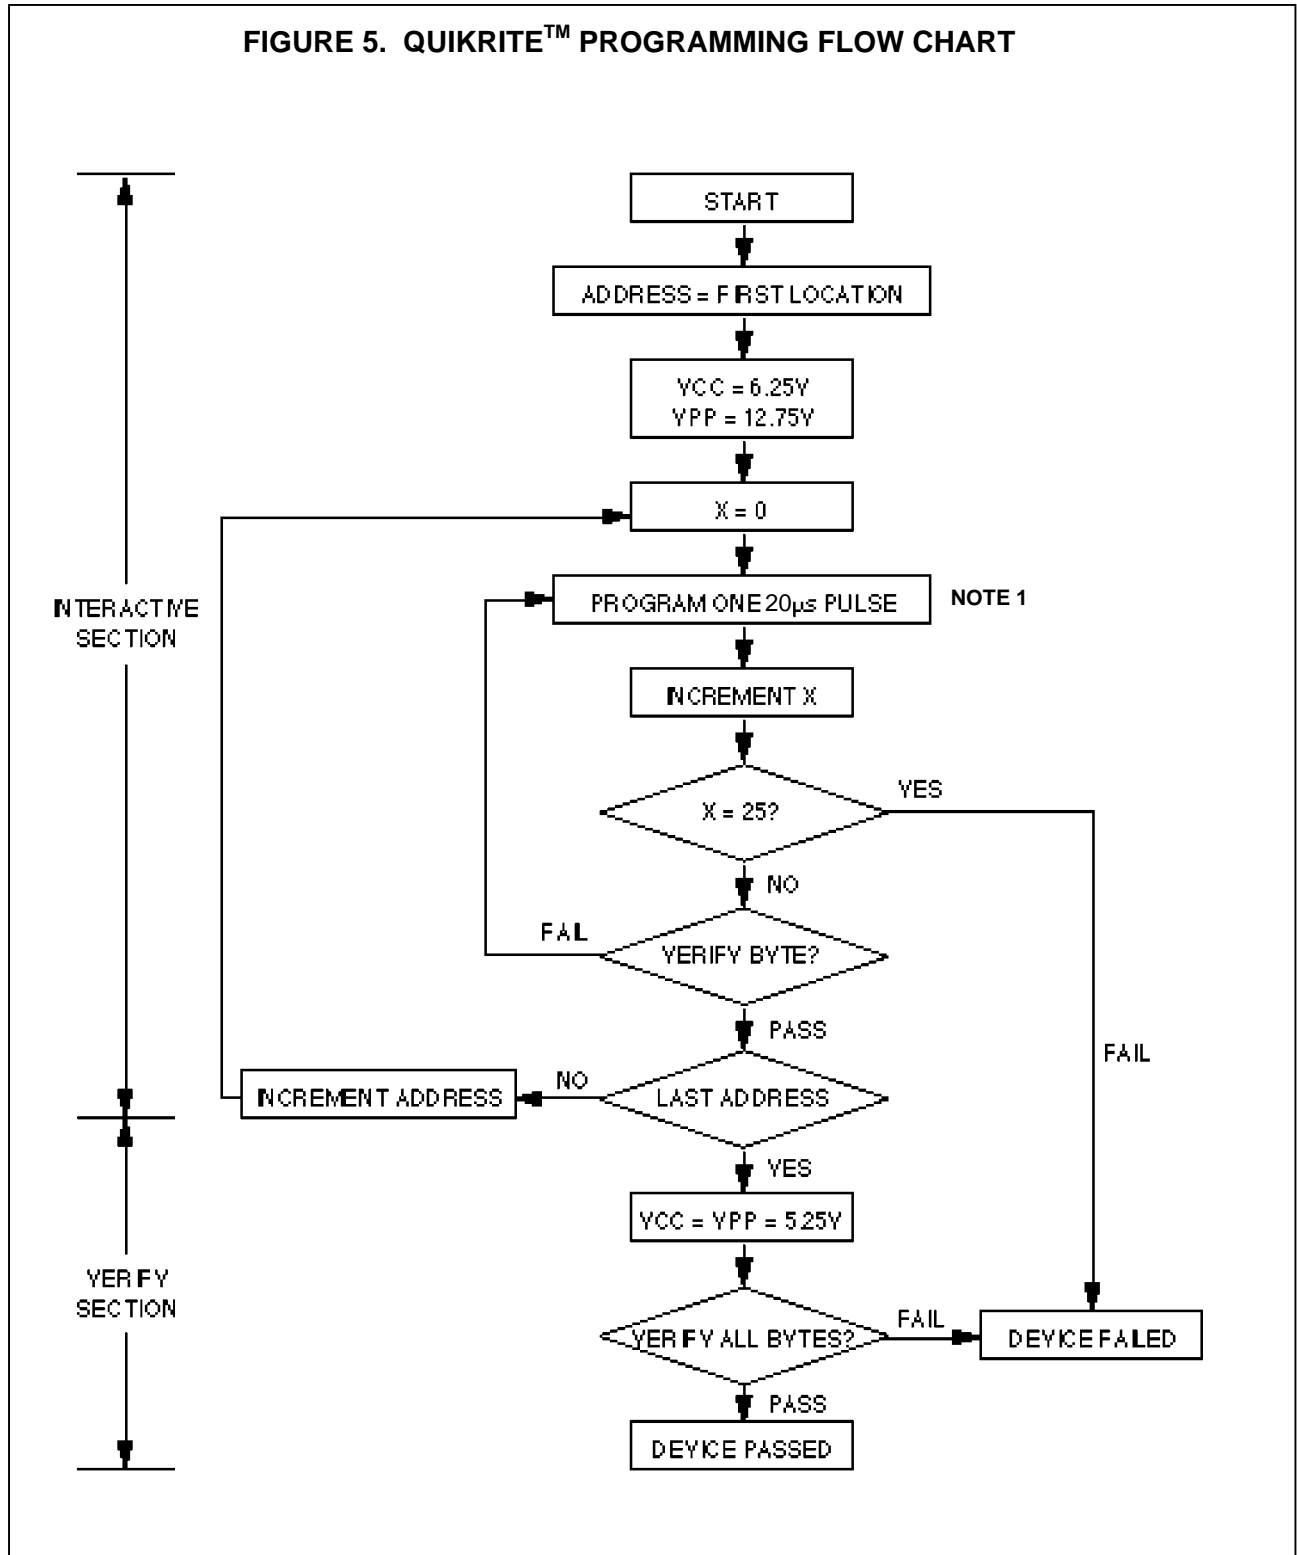 FIGURE 5. QUIKRITE™ PROGRAMMING FLOW CHART
START
ADDRESS = FIRST LOCATION
VCC = 6.25V
VPP = 12.75V
X = 0
PROGRAM ONE 20µs PULSE
NOTE 1
INTERACTIVE
SECTION
INCREMENT X
X = 25?
YES
NO
FAIL
VERIFY BYTE?
PASS
FAIL
INCREMENT ADDRESS
NO
LAST ADDRESS
YES
VCC = VPP = 5.25V
VERIFY
SECTION
VERIFY ALL BYTES?
FAIL
DEVICE FAILED
PASS
DEVICE PASSED